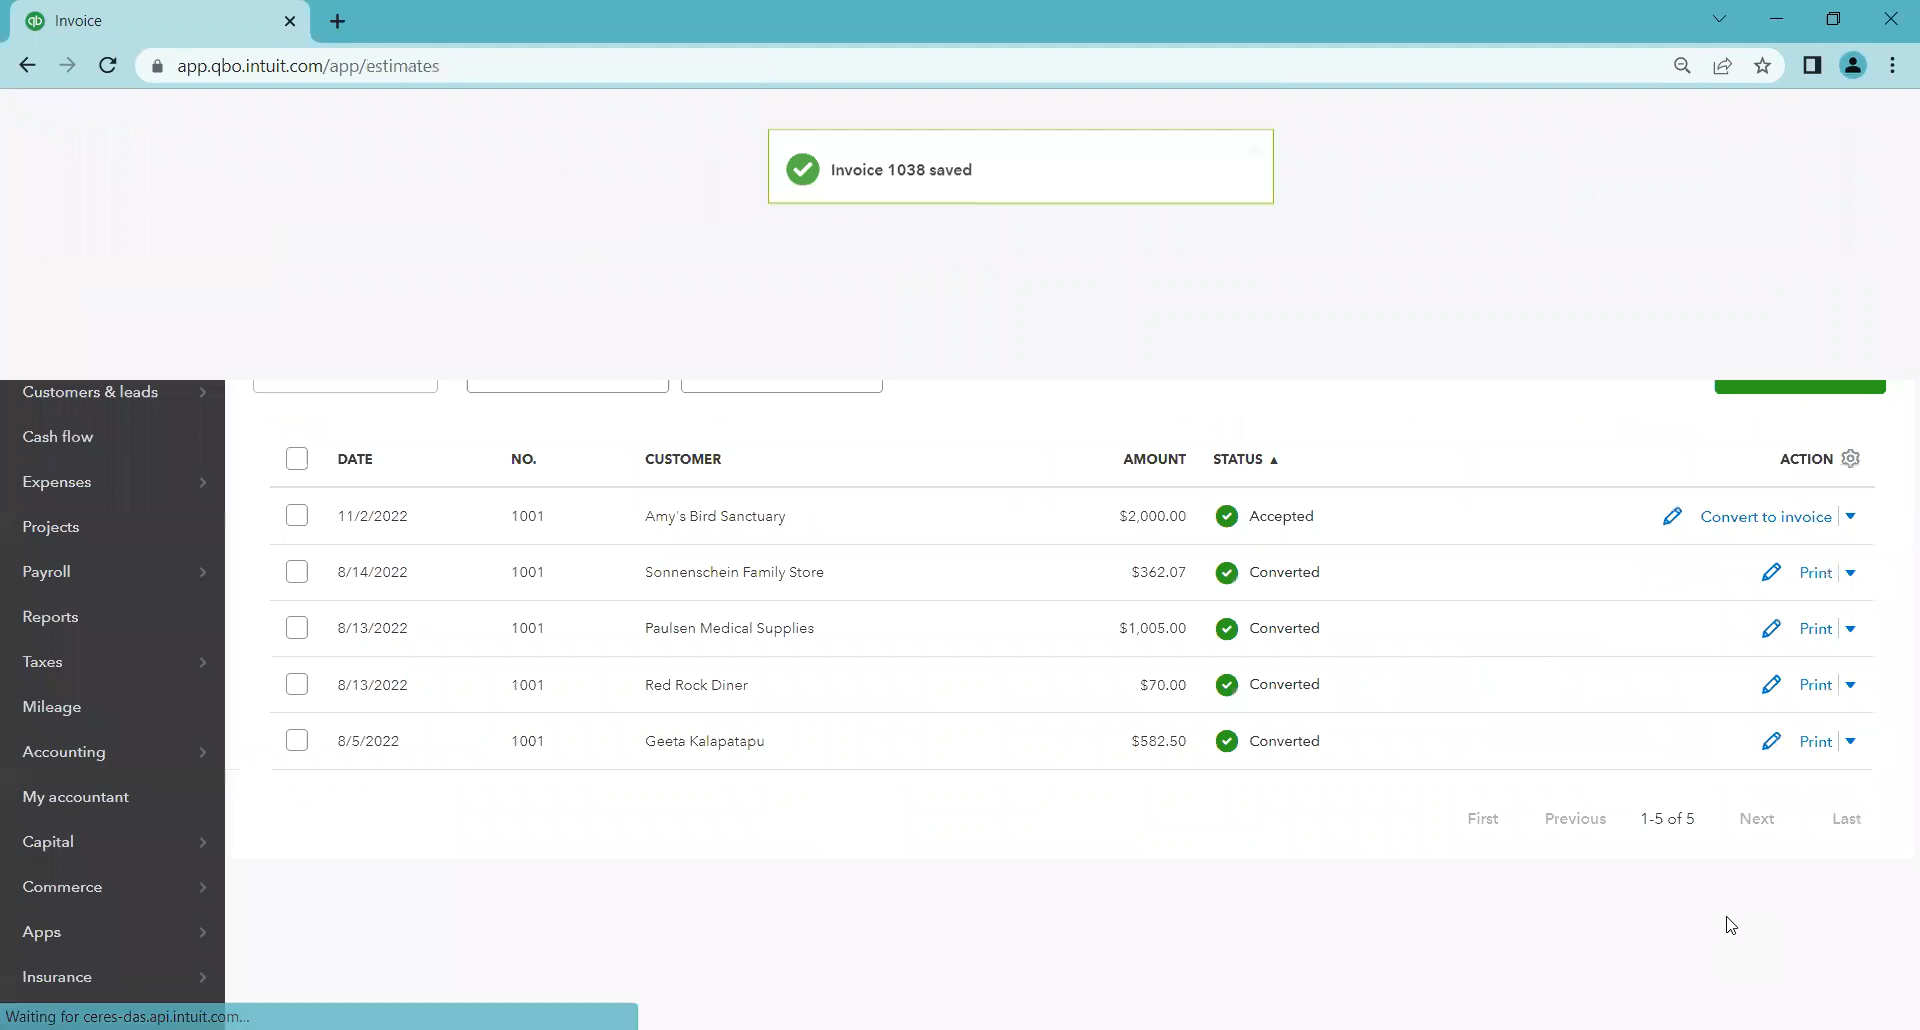 Invoice
app.qbo.intuit.com/app/estimates
Invoice 1038 saved
Customers & leads
Cash flow
Expenses
Projects
Payroll
Reports
Taxes
Mileage
Accounting
My accountant
Capital
Commerce
Apps
Insurance
DATE NO. CUSTOMER AMOUNT STATUS ▲ ACTION
11/2/2022 1001 Amy's Bird Sanctuary $2,000.00 Accepted Convert to invoice
8/14/2022 1001 Sonnenschein Family Store $362.07 Converted Print
8/13/2022 1001 Paulsen Medical Supplies $1,005.00 Converted Print
8/13/2022 1001 Red Rock Diner $70.00 Converted Print
8/5/2022 1001 Geeta Kalapatapu $582.50 Converted Print
First Previous 1-5 of 5 Next Last
Waiting for ceres-das.api.intuit.com...